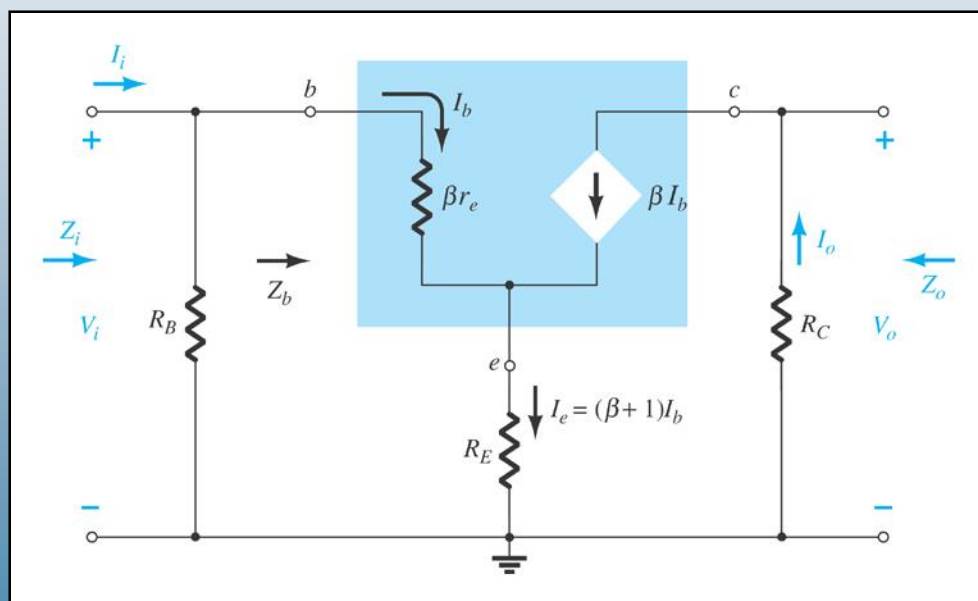 I_i
b
I_b
c
+
+
βr_e
βI_b
Z_i
I_o
Z_b
Z_o
V_i
R_B
R_C
V_o
e
I_e = (β + 1)I_b
R_E
−
−